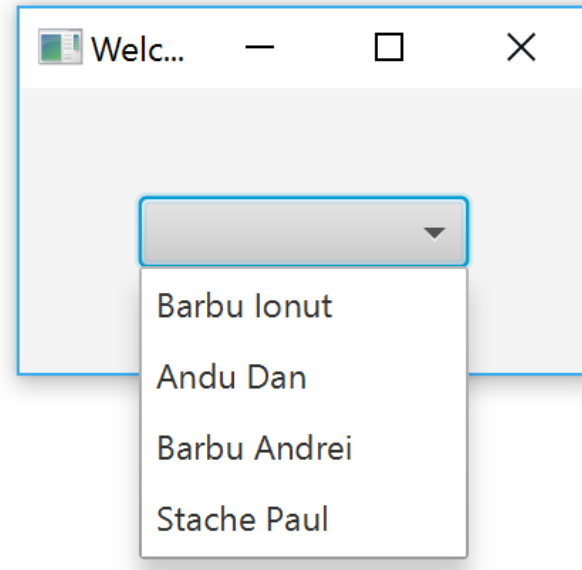 Welc...
Barbu Ionut
Andu Dan
Barbu Andrei
Stache Paul